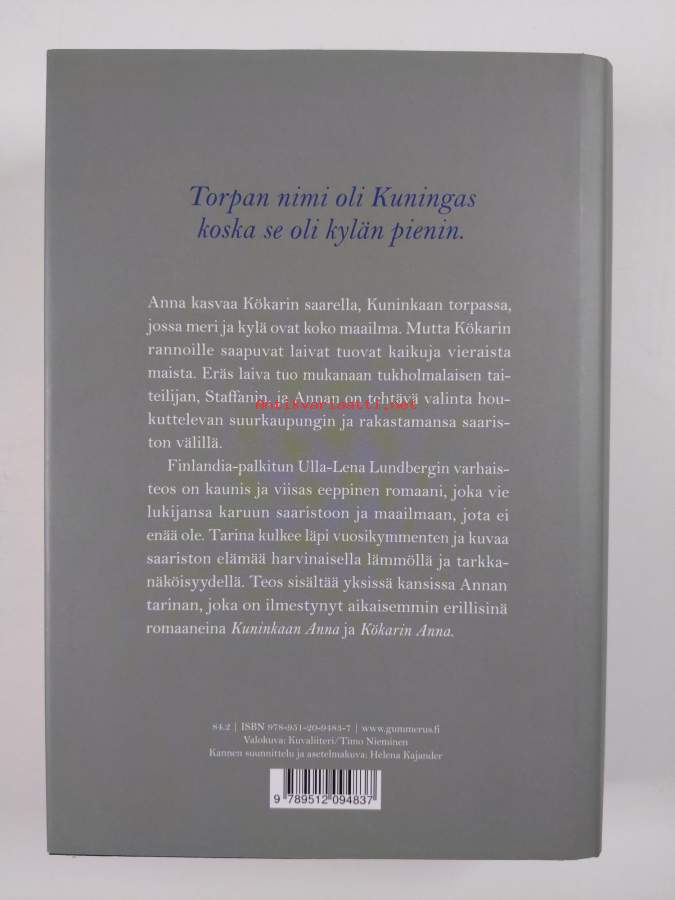 Torpan nimi oli Kuningas
koska se oli kylän pienin.
Anna kasvaa Kökarin saarella, Kuninkaan torpassa,
jossa meri ja kylä ovat koko maailma. Mutta Kökarin
rannoille saapuvat laivat tuovat kaikuja vieraista
maista. Eräs laiva tuo mukanaan tukholmalaisen tai-
teilijan, Staffanin, ja Annan on tehtävä valinta hou-
antikvariaatti.net
kuttelevan suurkaupungin ja rakastamansa saaris-
ton välillä.
Finlandia-palkitun Ulla-Lena Lundbergin varhais-
teos on kaunis ja viisas eeppinen romaani, joka vie
lukijansa karuun saaristoon ja maailmaan, jota ei
enää ole. Tarina kulkee läpi vuosikymmenten ja kuvaa
saariston elämää harvinaisella lämmöllä ja tarkka-
näköisyydellä. Teos sisältää yksissä kansissa Annan
tarinan, joka on ilmestynyt aikaisemmin erillisinä
romaaneina Kuninkaan Anna ja Kökarin Anna.
84.2 | ISBN 978-951-20-9483-7 | www.gummerus.fi
Valokuva: Kuvaliiteri/Timo Nieminen
Kannen suunnittelu ja asetelmakuva: Helena Kajander
9 789512 094837